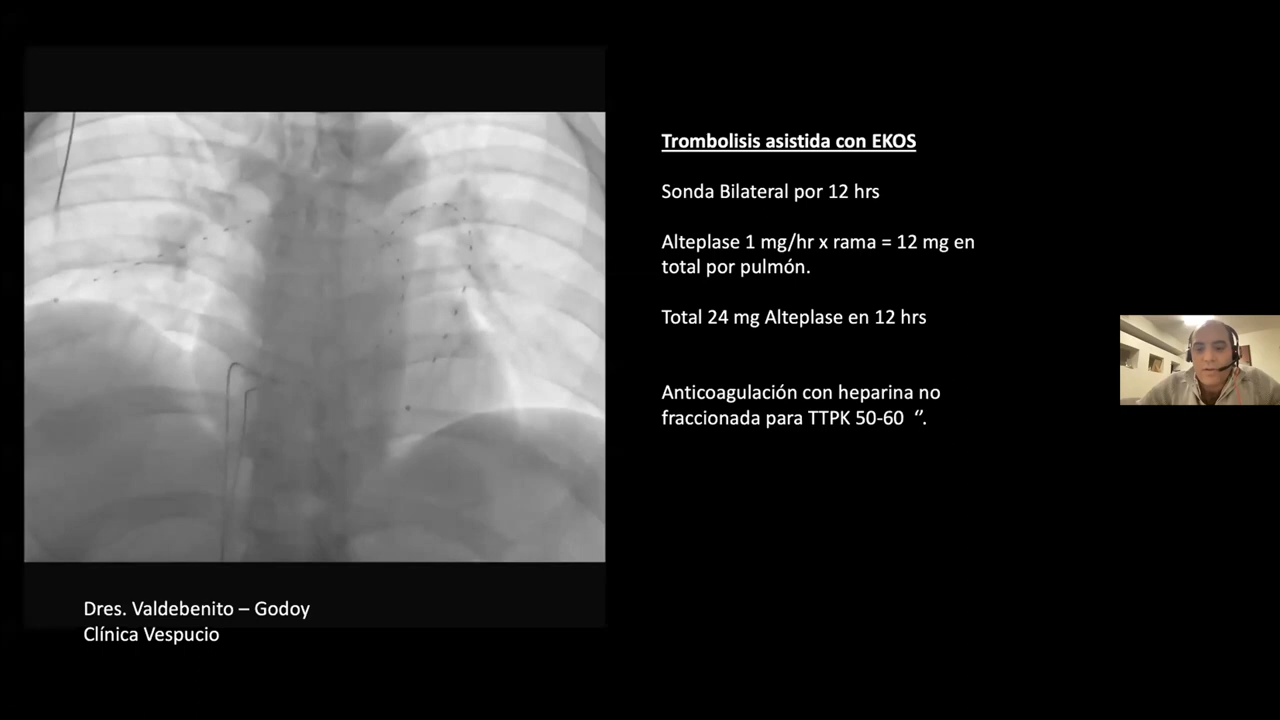 Trombolisis asistida con EKOS
Sonda Bilateral por 12 hrs
Alteplase 1 mg/hr x rama = 12 mg en
total por pulmón.
Total 24 mg Alteplase en 12 hrs
Anticoagulación con heparina no
fraccionada para TTPK 50-60  “.
Dres. Valdebenito – Godoy
Clínica Vespucio